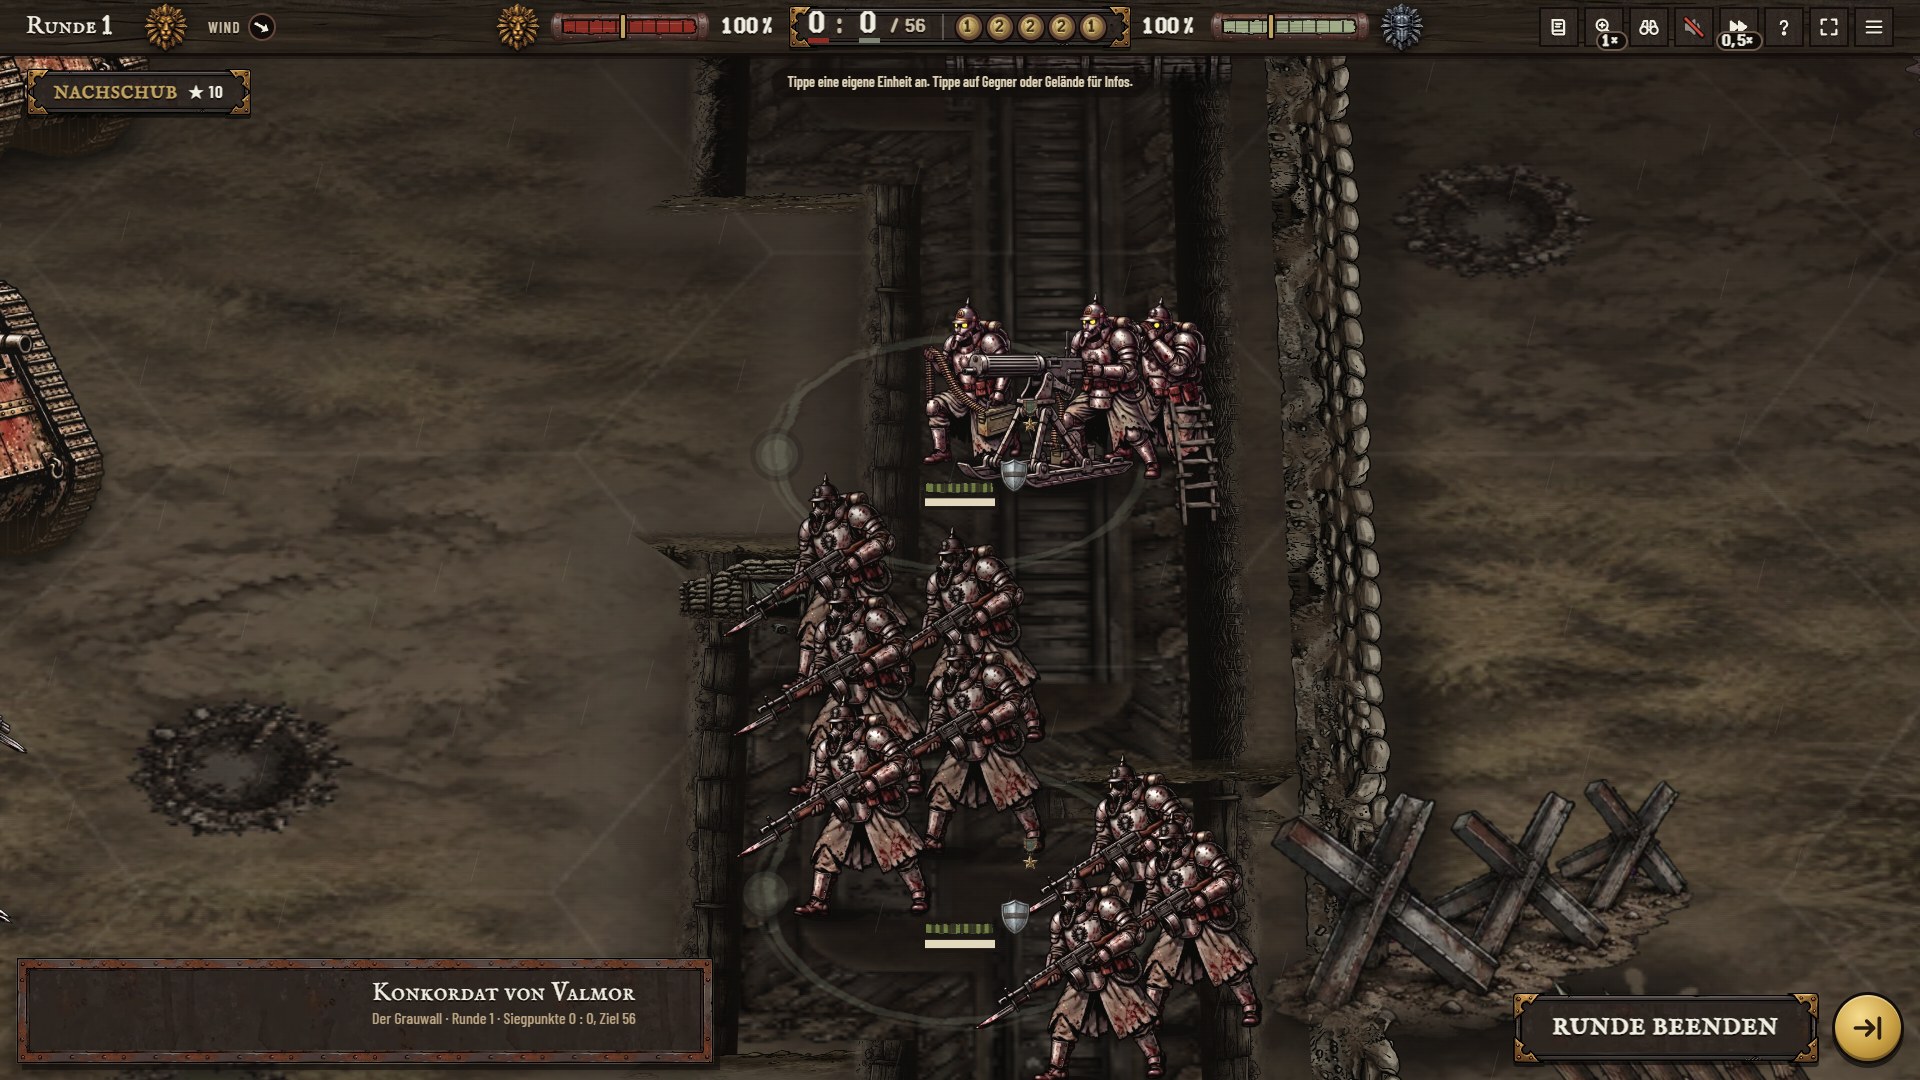 Runde 1
WIND
100 %
0 : 0 / 56
1 2 2 2 1
100 %
1×
0,5×
?
NACHSCHUB ★ 10
Tippe eine eigene Einheit an. Tippe auf Gegner oder Gelände für Infos.
Konkordat von Valmor
Der Grauwall · Runde 1 · Siegpunkte 0 : 0, Ziel 56
RUNDE BEENDEN